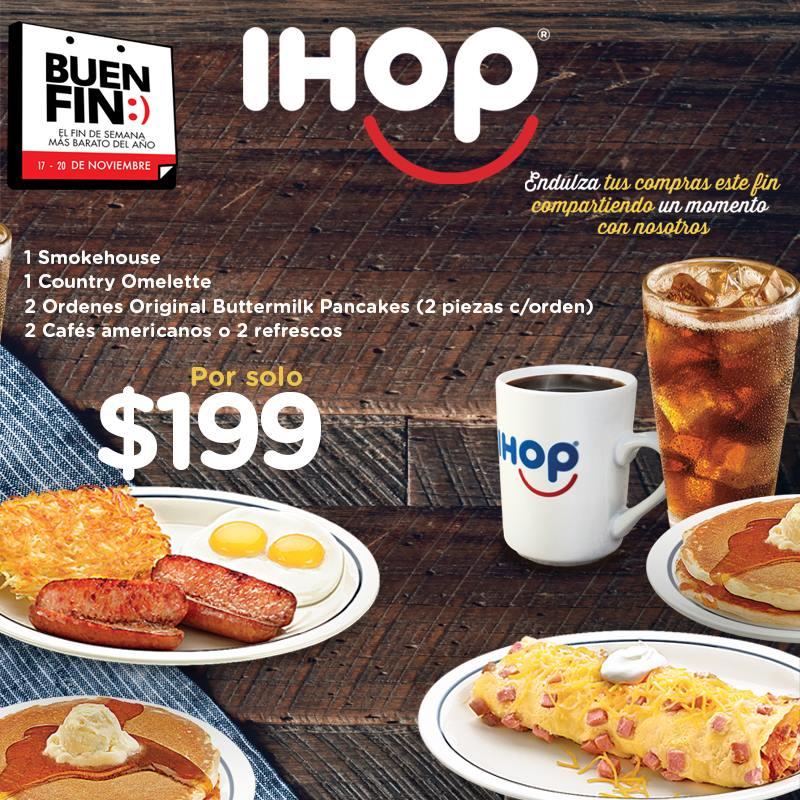 BUEN
FIN:)
EL FIN DE SEMANA
MÁS BARATO DEL AÑO
17 - 20 DE NOVIEMBRE
IHOP®
Endulza tus compras este fin
compartiendo un momento
con nosotros
1 Smokehouse
1 Country Omelette
2 Ordenes Original Buttermilk Pancakes (2 piezas c/orden)
2 Cafés americanos o 2 refrescos
Por solo
$199
IHOP®